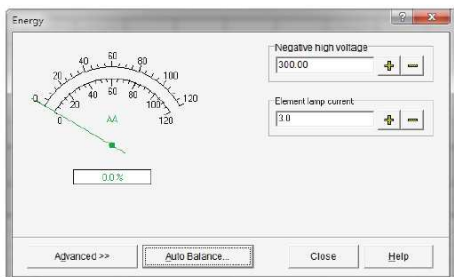 Energy
Negative high voltage
300.00
Element lamp current
3.0
0 20 40 60 80 100 120
0 20 40 60 80 100 120
AA
0.0 %
Advanced >>
Auto Balance...
Close
Help